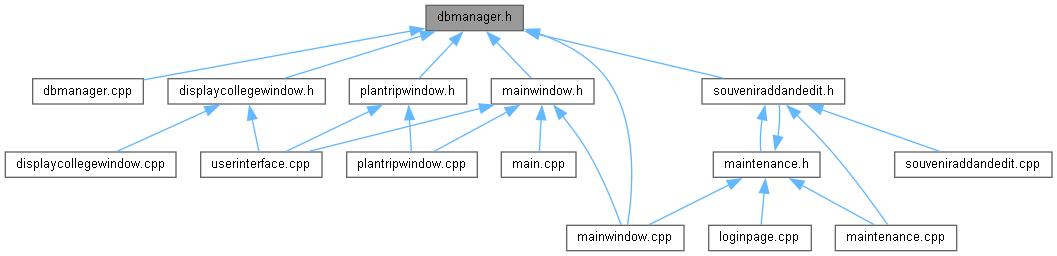 dbmanager.h
dbmanager.cpp
displaycollegewindow.h
plantripwindow.h
mainwindow.h
souveniraddandedit.h
displaycollegewindow.cpp
userinterface.cpp
plantripwindow.cpp
main.cpp
maintenance.h
souveniraddandedit.cpp
mainwindow.cpp
loginpage.cpp
maintenance.cpp